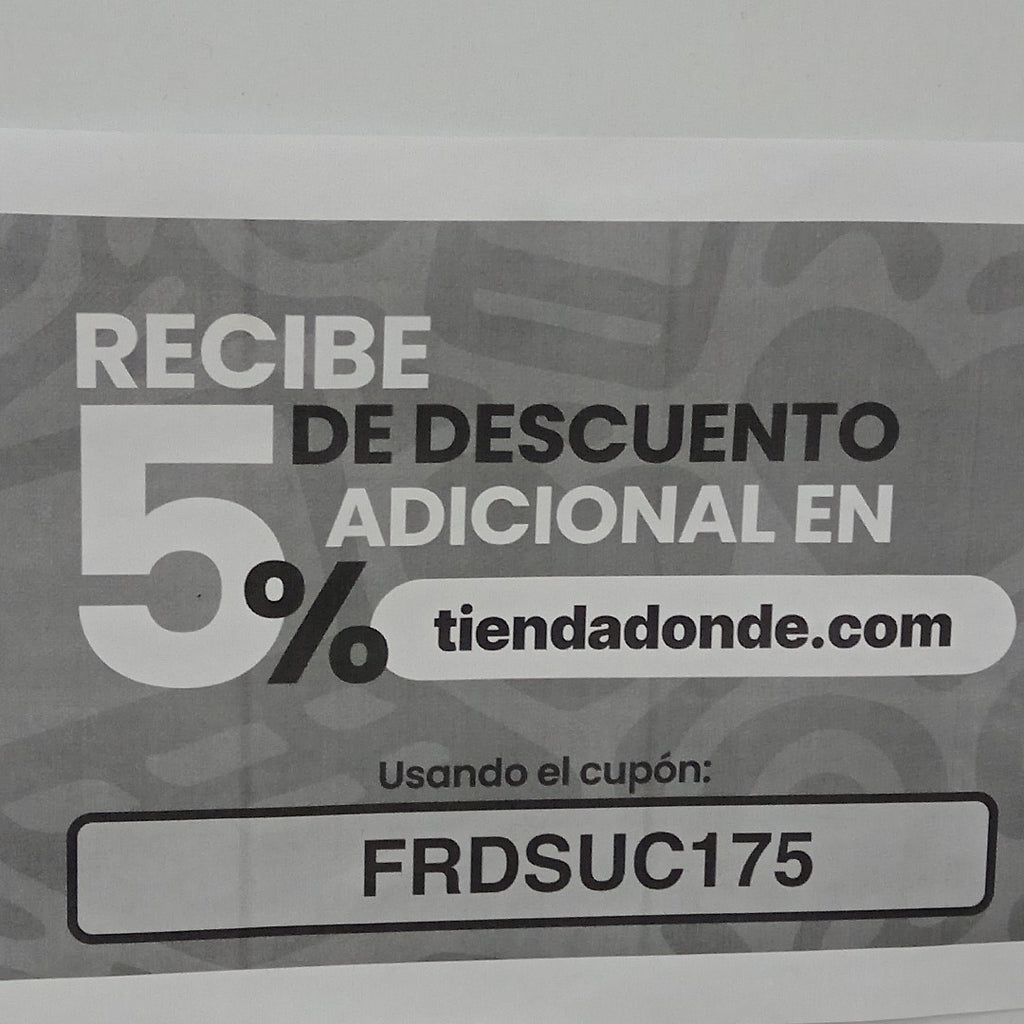 RECIBE
5% DE DESCUENTO
ADICIONAL EN
tiendadonde.com
Usando el cupón:
FRDSUC175